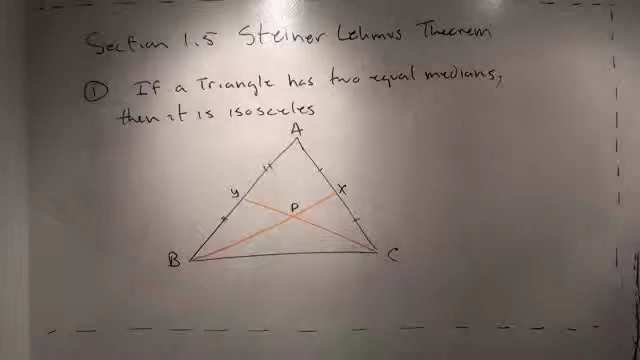 Section 1.5 Steiner Lehmus Theorem
① If a Triangle has two equal medians,
then it is isosceles
A
y
X
P
B
C